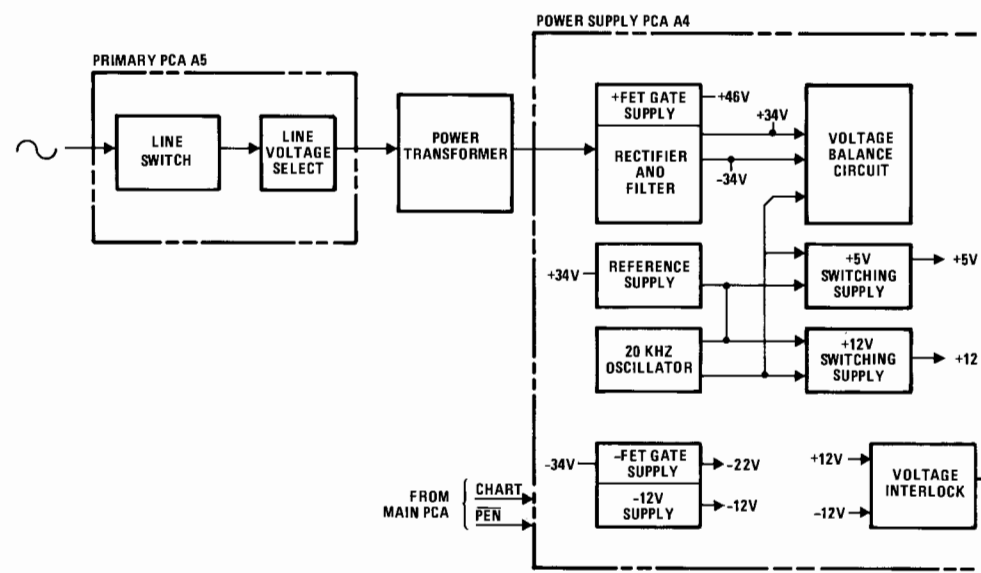 POWER SUPPLY PCA A4
PRIMARY PCA A5
LINE
SWITCH
LINE
VOLTAGE
SELECT
POWER
TRANSFORMER
+FET GATE
SUPPLY
+46V
RECTIFIER
AND
FILTER
+34V
-34V
VOLTAGE
BALANCE
CIRCUIT
+34V
REFERENCE
SUPPLY
+5V
SWITCHING
SUPPLY
+5V
20 KHZ
OSCILLATOR
+12V
SWITCHING
SUPPLY
+12
-34V
-FET GATE
SUPPLY
-22V
-12V
SUPPLY
-12V
+12V
-12V
VOLTAGE
INTERLOCK
FROM
MAIN PCA
CHART
PEN